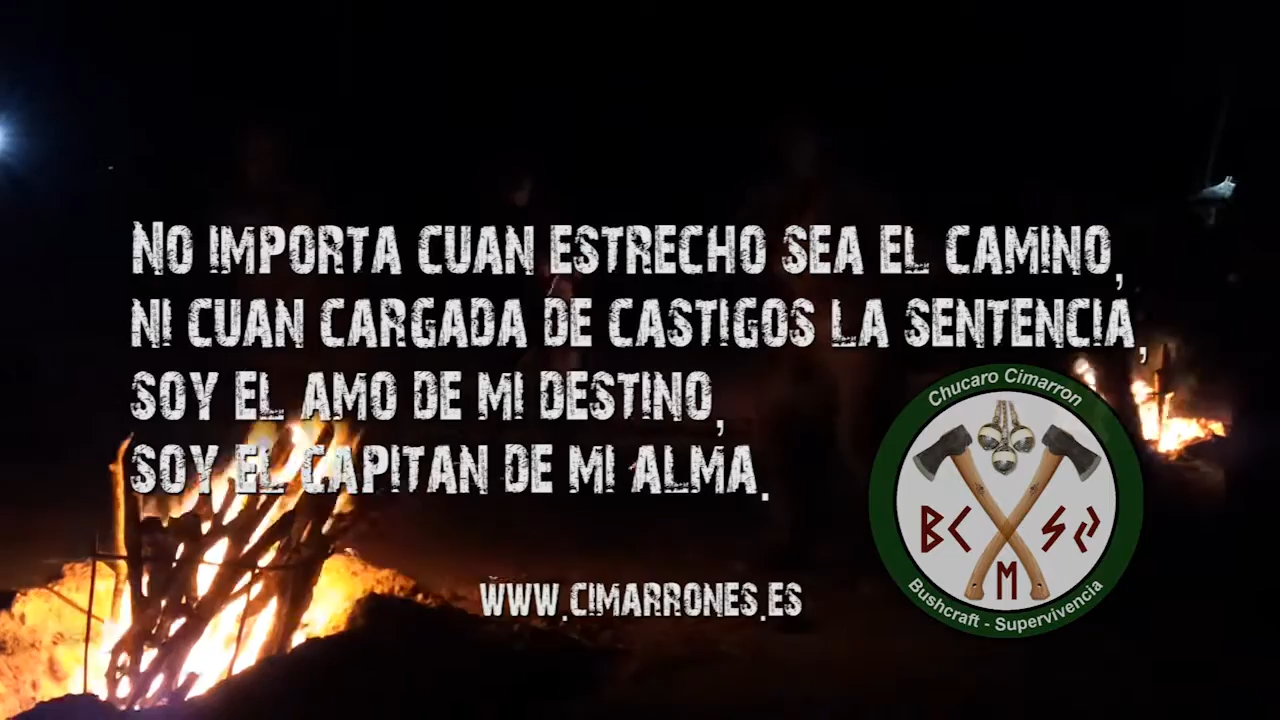 No importa cuan estrecho sea el camino,
ni cuan cargada de castigos la sentencia,
soy el amo de mi destino,
soy el capitan de mi alma.
www.cimarrones.es
Chucaro Cimarron
BC
M
Bushcraft - Supervivencia